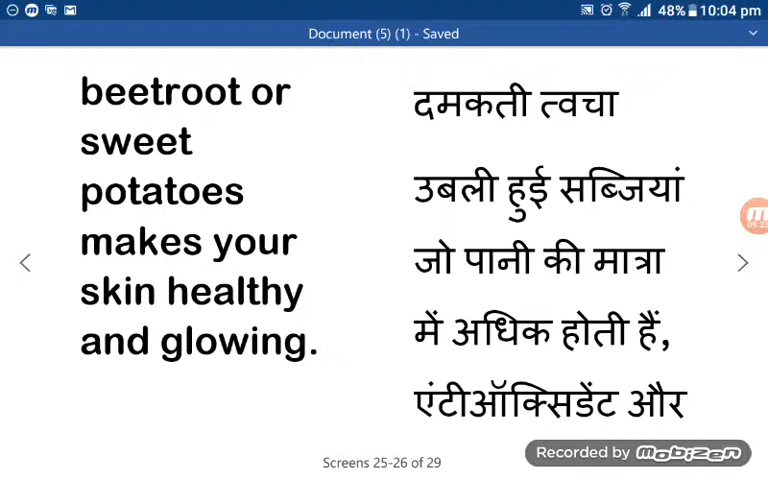 48% 10:04 pm
Document (5) (1) - Saved
beetroot or
sweet
potatoes
makes your
skin healthy
and glowing.
दमकती त्वचा
उबली हुई सब्जियां
जो पानी की मात्रा
में अधिक होती हैं,
एंटीऑक्सिडेंट और
Screens 25-26 of 29
Recorded by mobizen